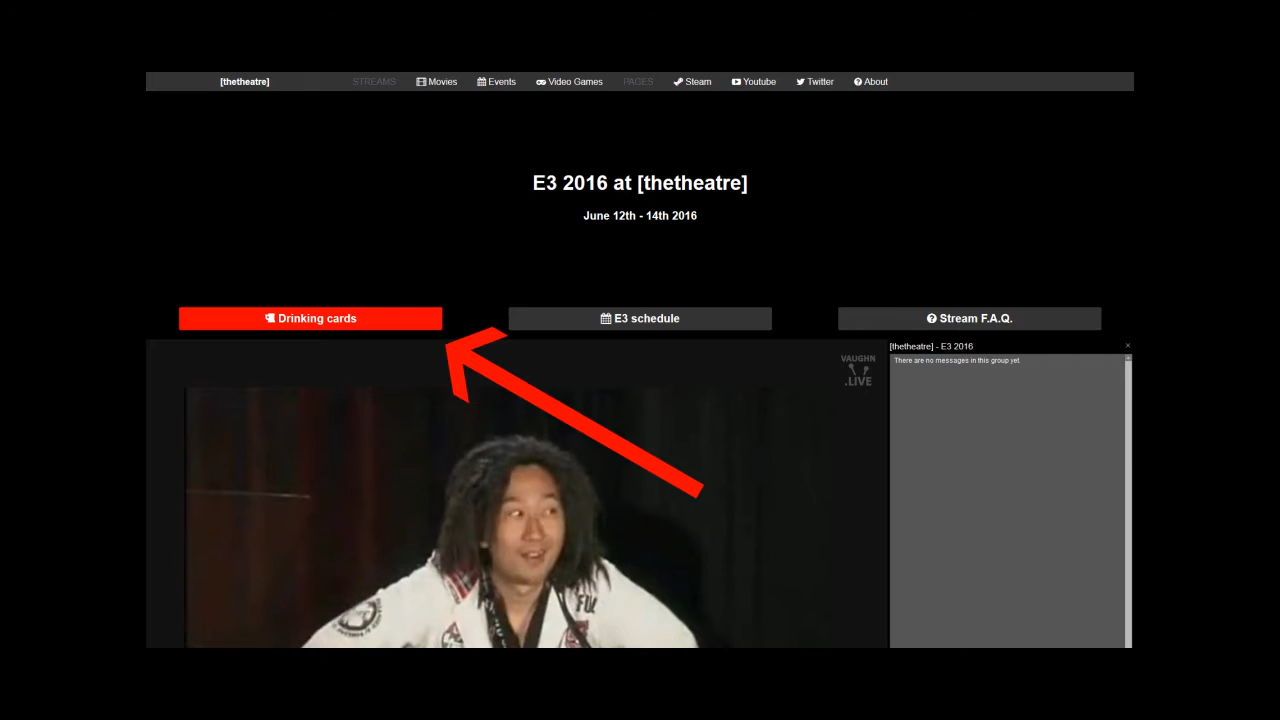 [thetheatre] STREAMS Movies Events Video Games PAGES Steam Youtube Twitter About
E3 2016 at [thetheatre]
June 12th - 14th 2016
Drinking cards E3 schedule Stream F.A.Q.
[thetheatre] - E3 2016 ×
There are no messages in this group yet.
VAUGHN
.LIVE